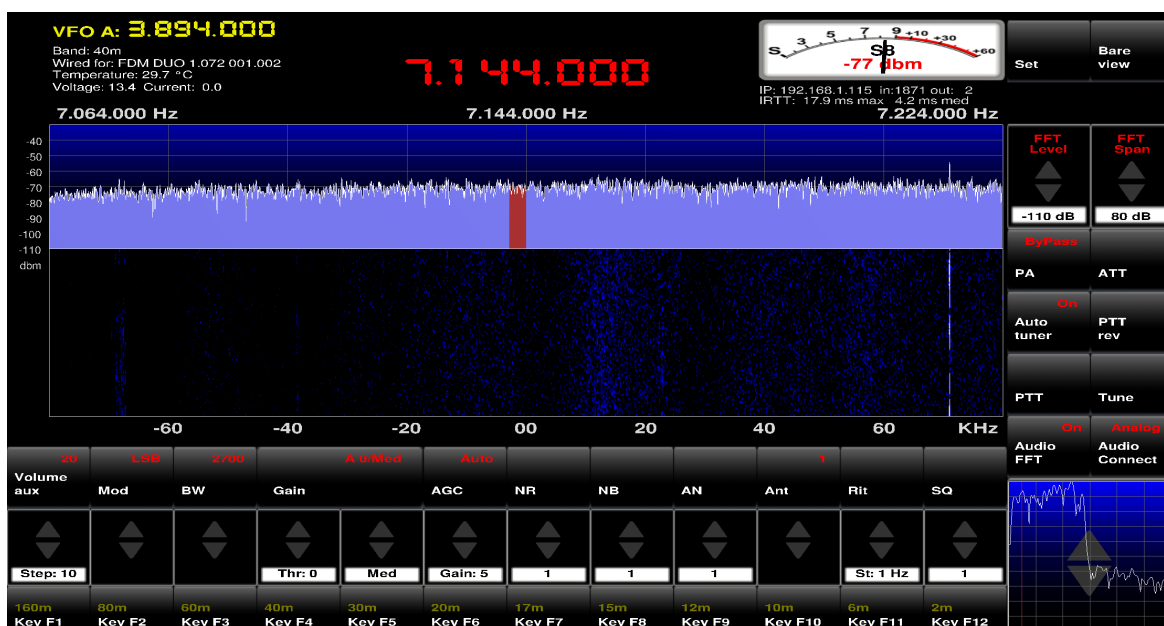 VFO A: 3.894.000
Band: 40m
Wired for: FDM DUO 1.072 001.002
Temperature: 29.7 °C
Voltage: 13.4 Current: 0.0
7.144.000
S 3 5 7 9 +10 +30 +60
S8
-77 dbm
IP: 192.168.1.115 in:1871 out: 2
IRTT: 17.9 ms max 4.2 ms med
Set
Bare view
7.064.000 Hz 7.144.000 Hz 7.224.000 Hz
-40
-50
-60
-70
-80
-90
-100
-110
dbm
-60 -40 -20 00 20 40 60 KHz
FFT Level
FFT Span
-110 dB
80 dB
ByPass
PA
ATT
On
Auto tuner
PTT rev
PTT
Tune
On
Audio FFT
Analog
Audio Connect
20 LSB 2700 Au/Med Auto 1
Volume
aux Mod BW Gain AGC NR NB AN Ant Rit SQ
Step: 10 Thr: 0 Med Gain: 5 1 1 1 St: 1 Hz 1
160m 80m 60m 40m 30m 20m 17m 15m 12m 10m 6m 2m
Key F1 Key F2 Key F3 Key F4 Key F5 Key F6 Key F7 Key F8 Key F9 Key F10 Key F11 Key F12